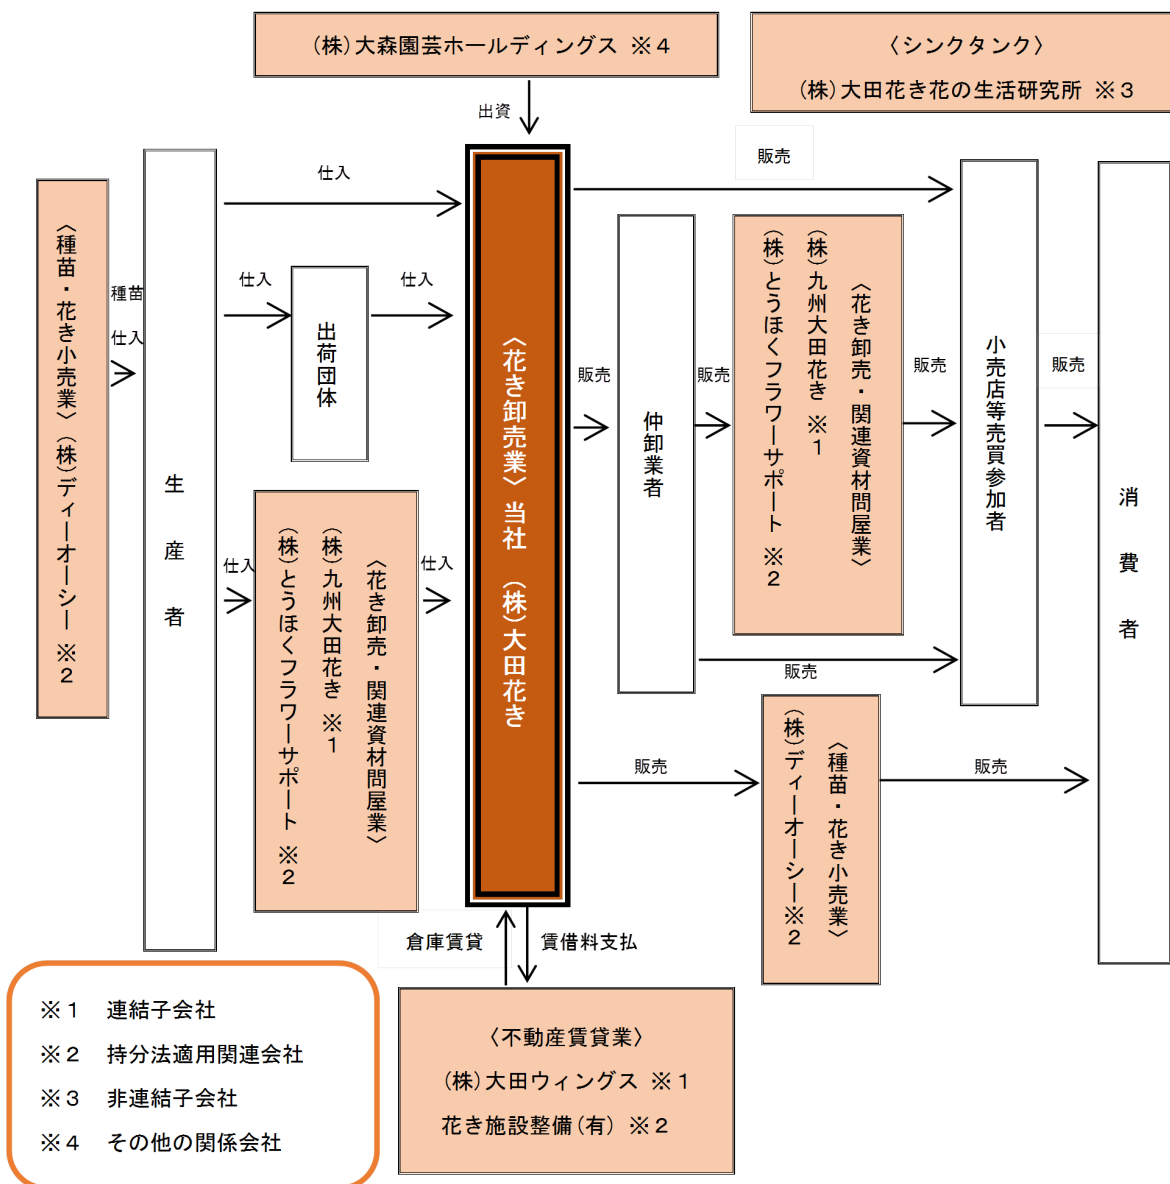 (株)大森園芸ホールディングス ※４
〈シンクタンク〉
(株)大田花き花の生活研究所 ※３
出資
販売
仕入
〈種苗・花き小売業〉(株)ディーオーシー ※２
種苗
仕入
生産者
仕入
出荷団体
仕入
〈花き卸売業〉当社 (株)大田花き
販売
仲卸業者
販売
〈花き卸売・関連資材問屋業〉
(株)九州大田花き ※１
(株)とうほくフラワーサポート ※２
販売
小売店等売買参加者
販売
消費者
仕入
〈花き卸売・関連資材問屋業〉
(株)九州大田花き ※１
(株)とうほくフラワーサポート ※２
仕入
販売
販売
〈種苗・花き小売業〉
(株)ディーオーシー※２
販売
倉庫賃貸
賃借料支払
〈不動産賃貸業〉
(株)大田ウィングス ※１
花き施設整備(有) ※２
※１ 連結子会社
※２ 持分法適用関連会社
※３ 非連結子会社
※４ その他の関係会社